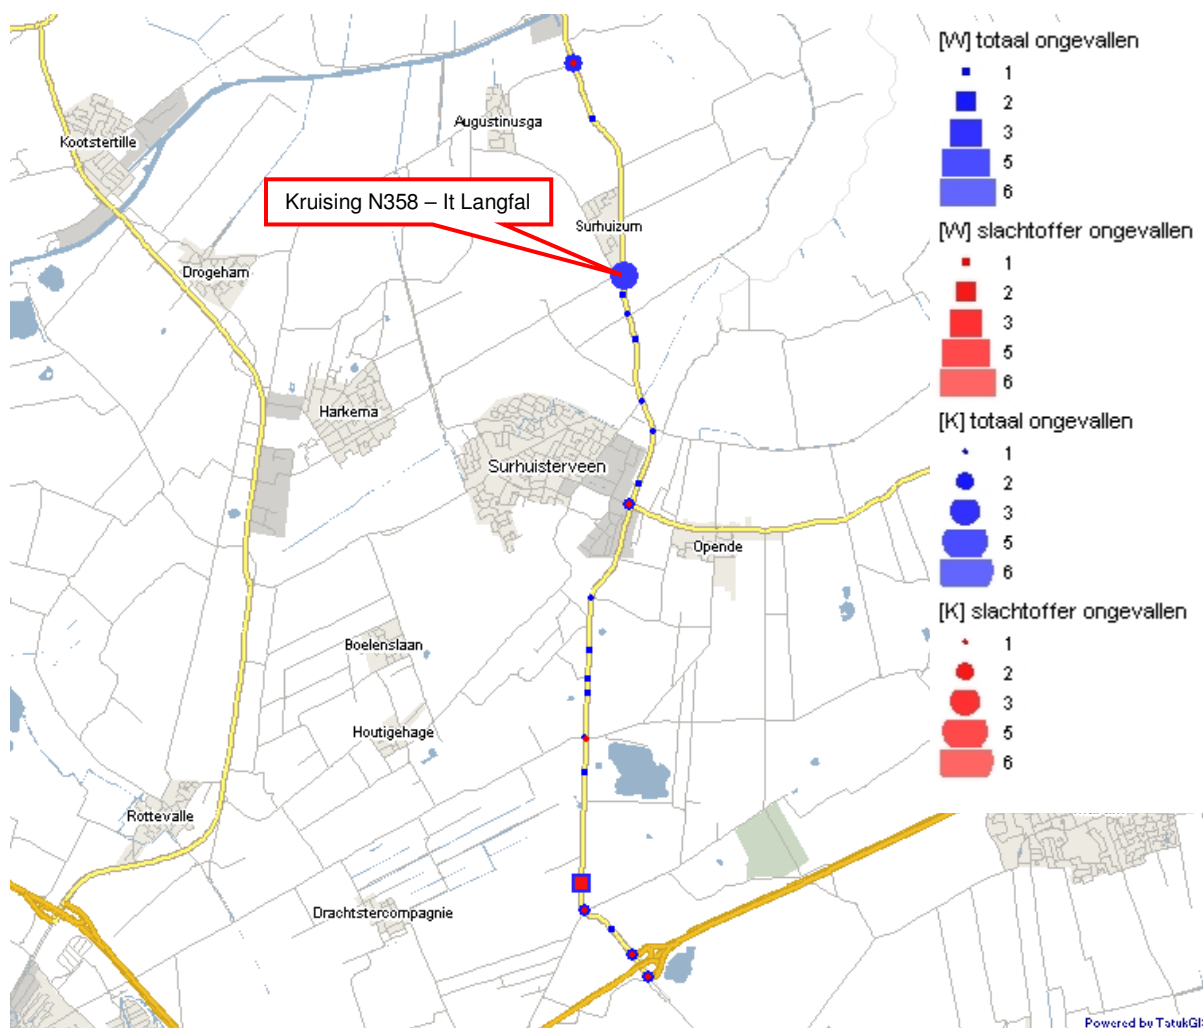 [W] totaal ongevallen
1
2
3
5
6
[W] slachtoffer ongevallen
1
2
3
5
6
[K] totaal ongevallen
1
2
3
5
6
[K] slachtoffer ongevallen
1
2
3
5
6
Augustinusga
Kootstertille
Kruising N358 – It Langfal
Surhuizum
Drogeham
Harkema
Surhuisterveen
Opende
Boelenslaan
Houtigehage
Rottevalle
Drachtstercompagnie
Powered by TatukGI